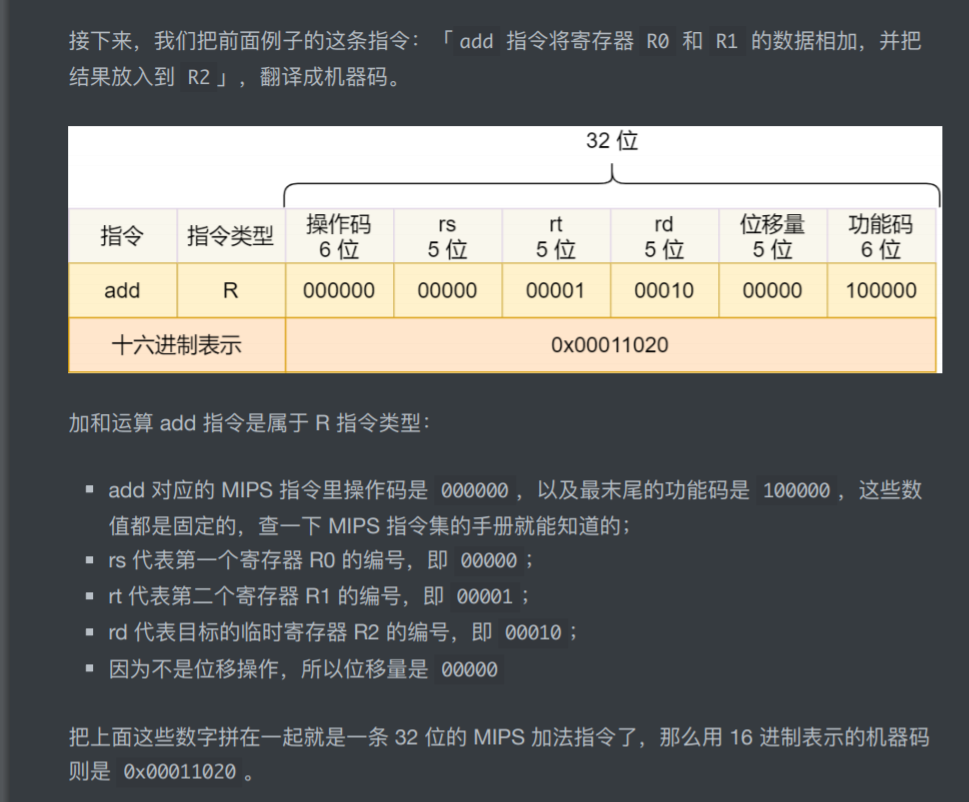 接下来，我们把前面例子的这条指令：「 add 指令将寄存器 R0 和 R1 的数据相加，并把
结果放入到 R2 」，翻译成机器码。
32 位
指令 指令类型 操作码 rs rt rd 位移量 功能码
6 位 5 位 5 位 5 位 5 位 6 位
add R 000000 00000 00001 00010 00000 100000
十六进制表示 0x00011020
加和运算 add 指令是属于 R 指令类型：
▪ add 对应的 MIPS 指令里操作码是 000000 ，以及最末尾的功能码是 100000 ，这些数
值都是固定的，查一下 MIPS 指令集的手册就能知道的；
▪ rs 代表第一个寄存器 R0 的编号，即 00000 ；
▪ rt 代表第二个寄存器 R1 的编号，即 00001 ；
▪ rd 代表目标的临时寄存器 R2 的编号，即 00010 ；
▪ 因为不是位移操作，所以位移量是 00000
把上面这些数字拼在一起就是一条 32 位的 MIPS 加法指令了，那么用 16 进制表示的机器码
则是 0x00011020 。